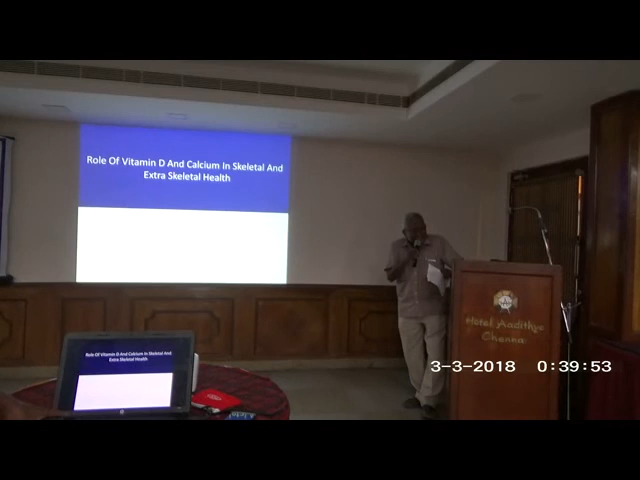 Role Of Vitamin D And Calcium In Skeletal And
Extra Skeletal Health
Role Of Vitamin D And Calcium In Skeletal And
Extra Skeletal Health
Hotel Aadithya
Chennai
3-3-2018 0:39:53